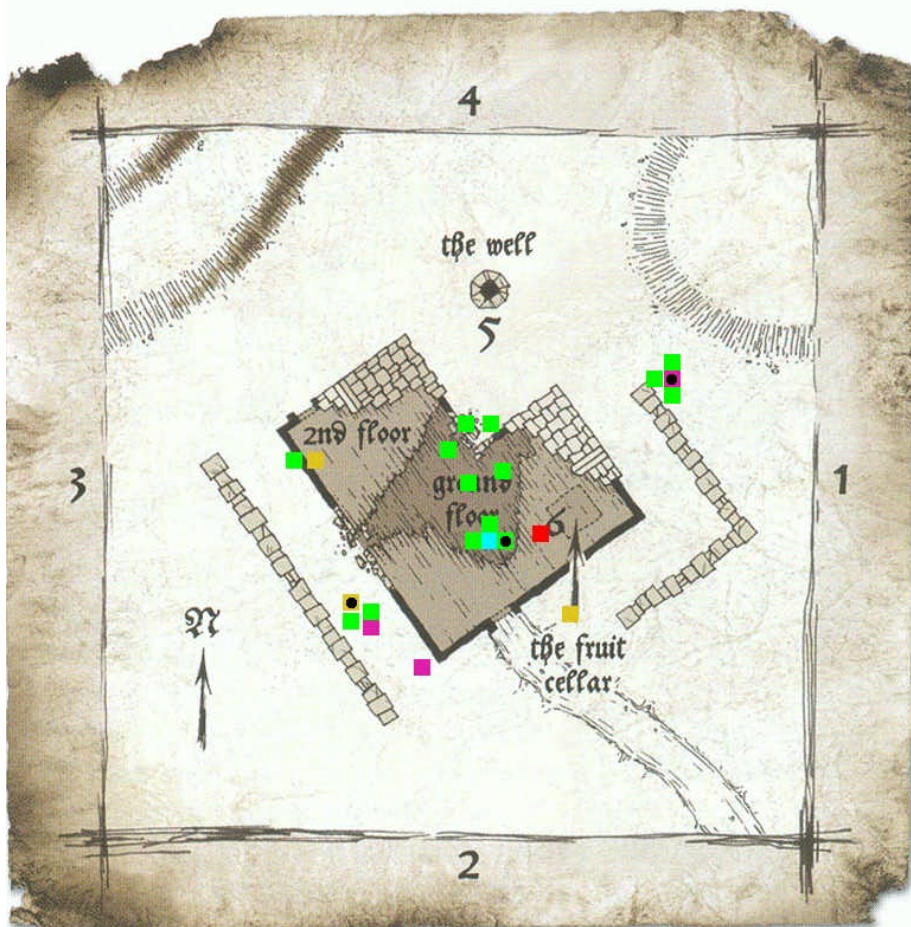 4
the well
5
2nd floor
3
1
ground
floor
6
N
the fruit
cellar
2